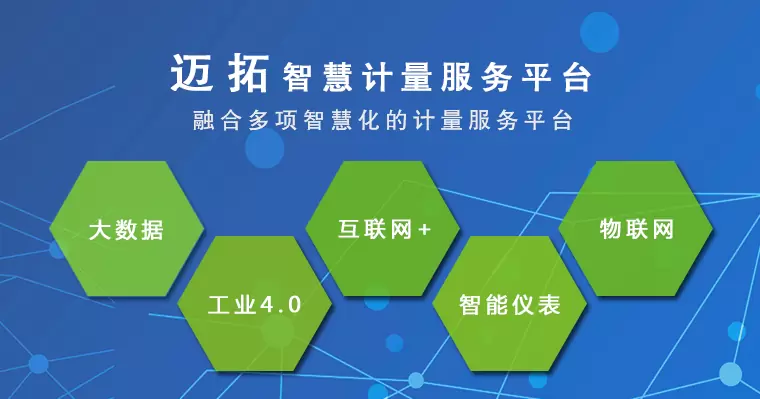 迈拓智慧计量服务平台
融合多项智慧化的计量服务平台
大数据
工业4.0
互联网+
智能仪表
物联网